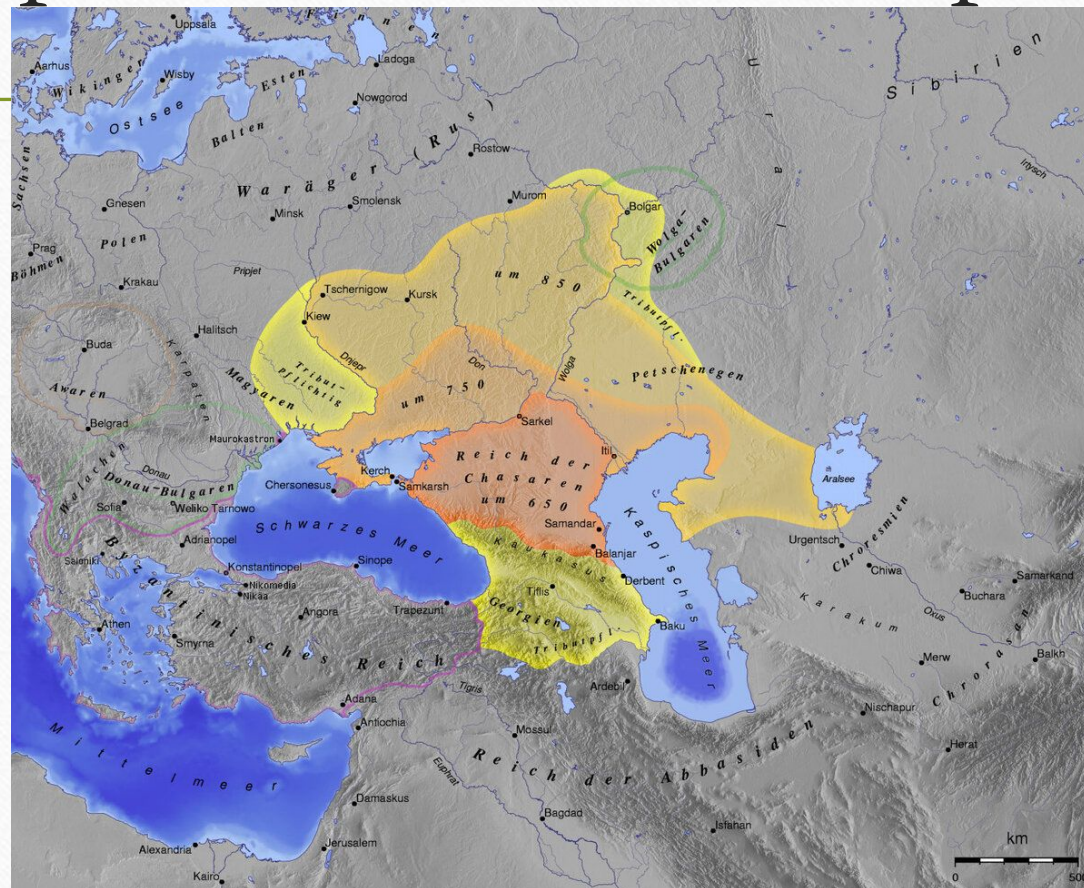 Uppsala
Finnen
Ladoga
Aarhus
Wikinger
Wisby
Esten
Ostsee
Nowgorod
Balten
Sibirien
Ural
Irtysch
Rostow
Waräger (Rus)
Sachsen
Gnesen
Minsk
Smolensk
Murom
Bolgar
Wolga-
Bulgaren
Prag
Polen
Böhmen
Krakau
Pripjet
Tschernigow
Kursk
um 850
Kiew
Tributpfl.
Halitsch
Buda
Karpaten
Tribut-
pflichtig
Dnjepr
Don
Wolga
Petschenegen
Awaren
Magyaren
um 750
Belgrad
Sarkel
Maurokastron
Itil
Reich der
Chasaren
um 650
Walachen
Donau
Donau-Bulgaren
Kerch
Samkarsh
Chersonesus
Aralsee
Sofia
Weliko Tarnowo
Schwarzes Meer
Samandar
Kaspisches Meer
Urgentsch
Chroresmien
Adrianopel
Kaukasus
Balanjar
Saloniki
Konstantinopel
Sinope
Derbent
Chiwa
Samarkand
Nikomedia
Nikäa
Tiflis
Buchara
Byzantinisches Reich
Angora
Trapezunt
Georgien
Karakum
Oxus
Athen
Smyrna
Tributpfl.
Baku
Merw
Balkh
Chrorasan
Ardebil
Tigris
Adana
Antiochia
Nischapur
Mossul
Herat
Mittelmeer
Reich der Abbasiden
Euphrat
Damaskus
Bagdad
Isfahan
Alexandria
Jerusalem
Kairo
km
0 500